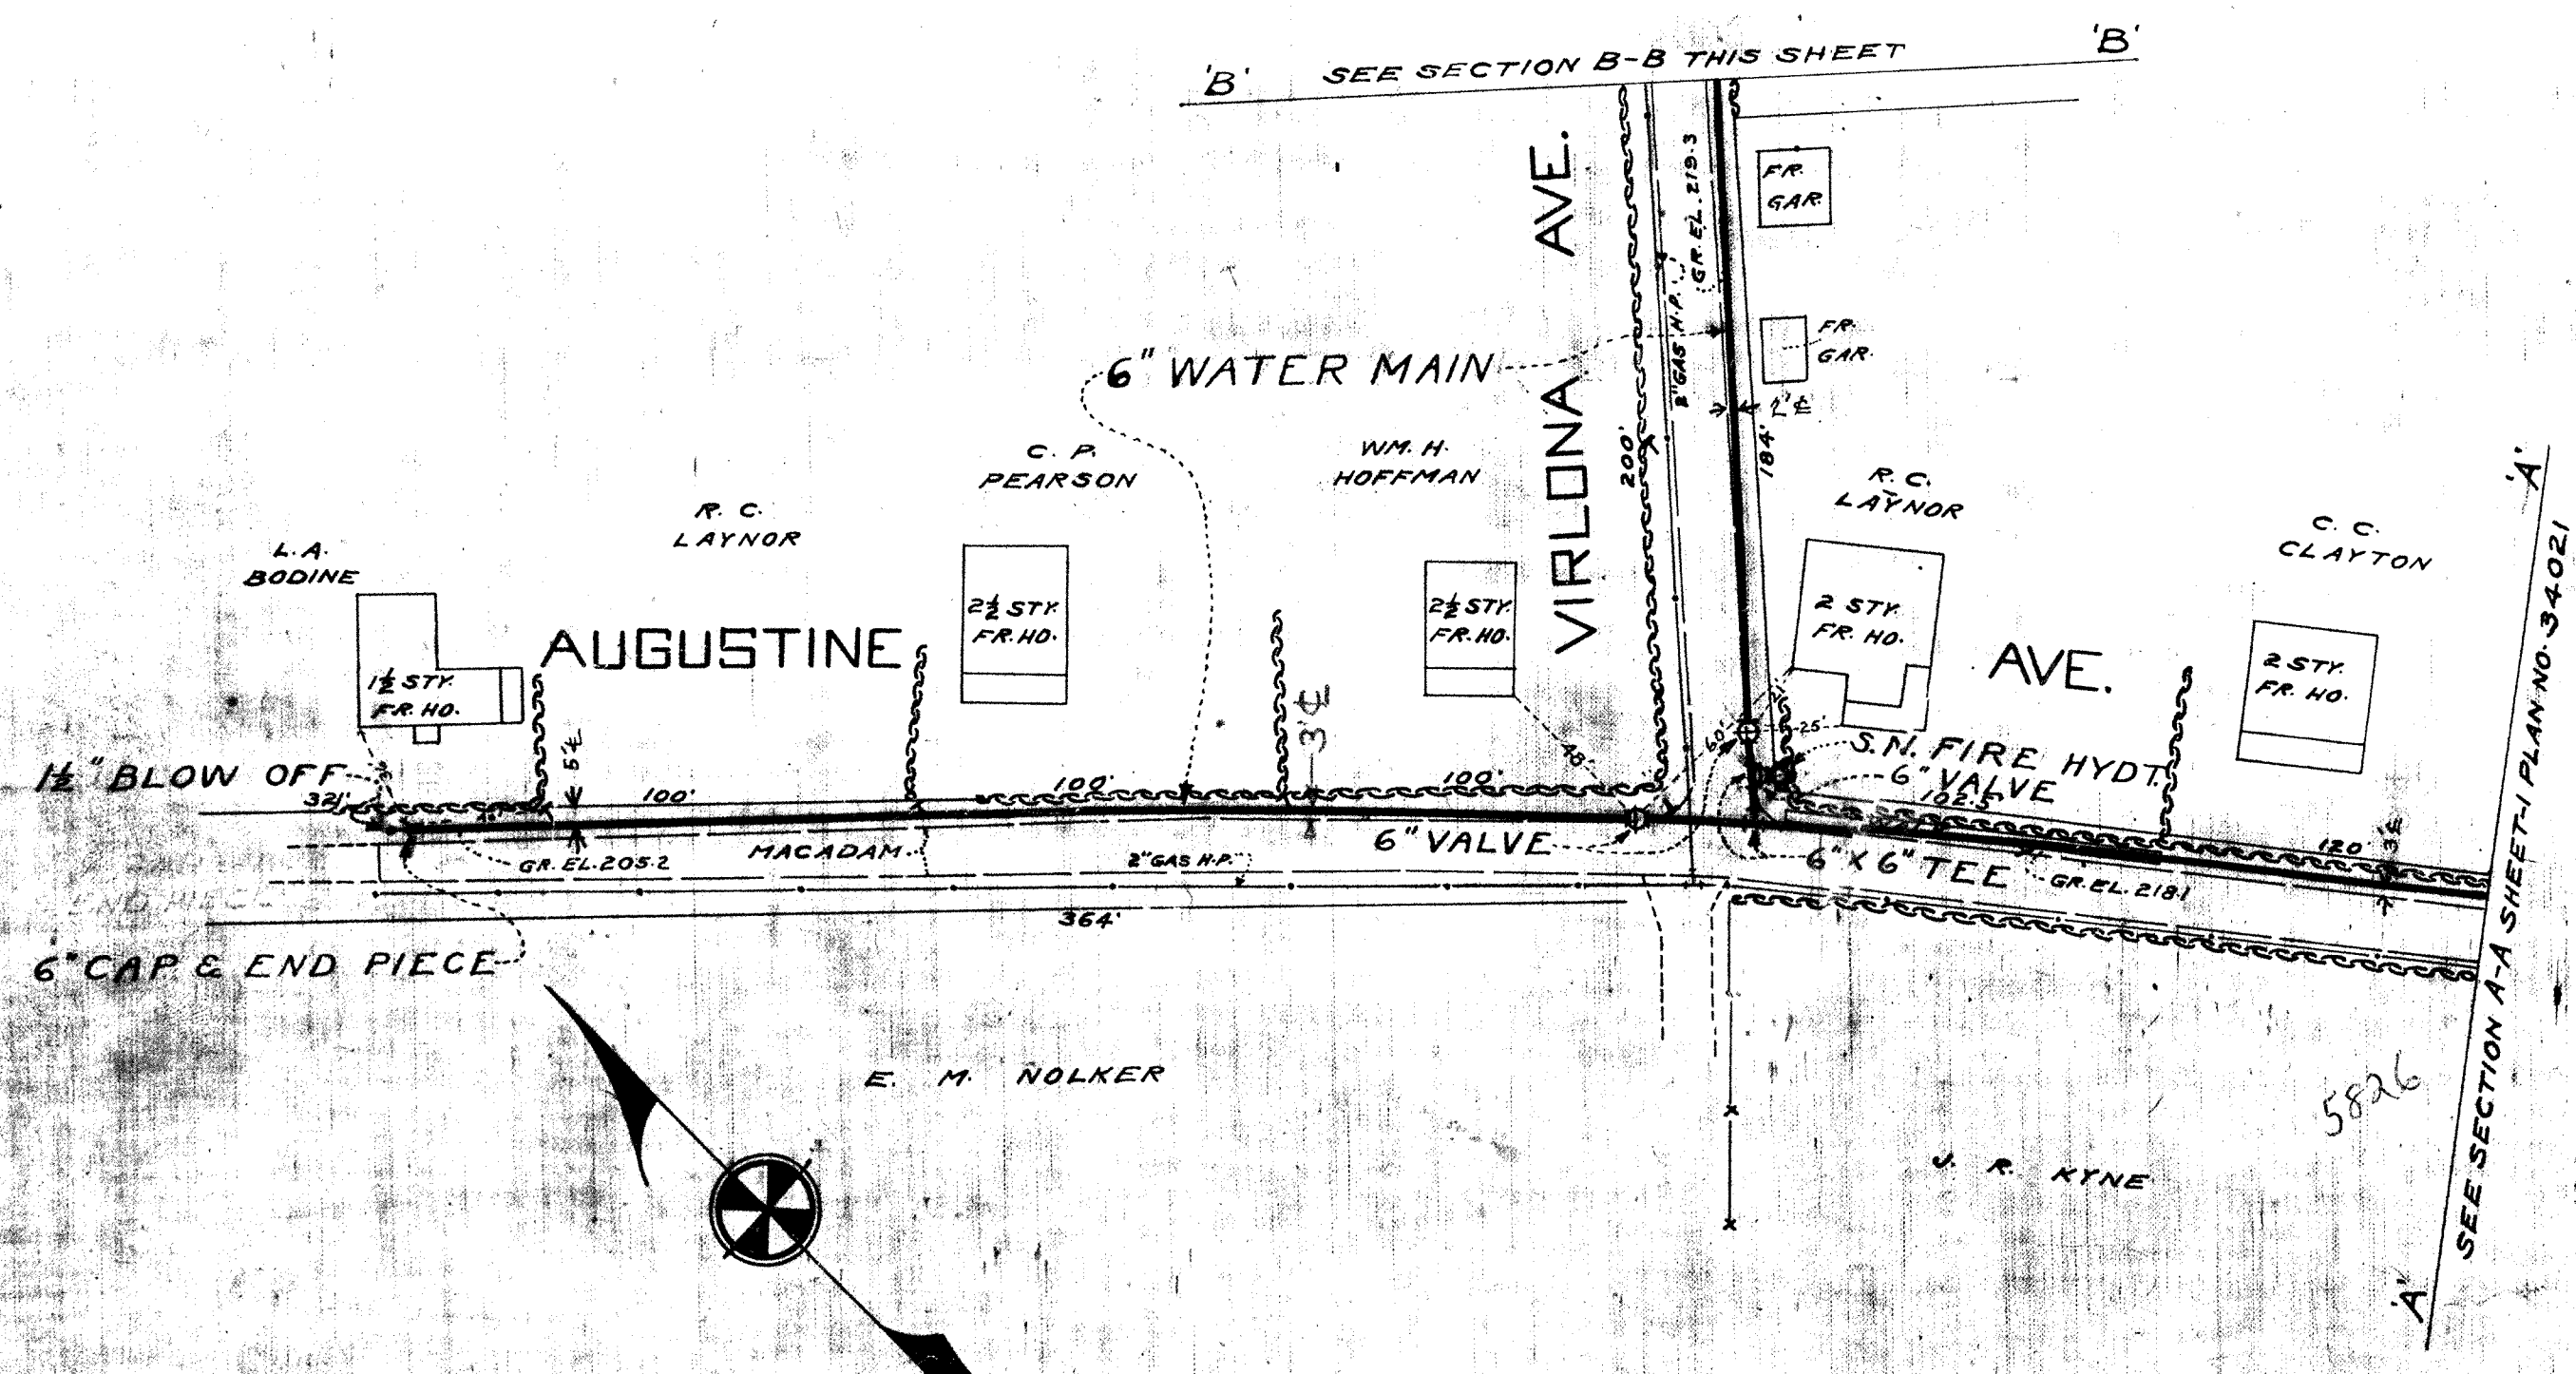 'B' SEE SECTION B-B THIS SHEET 'B'
VIRLONA AVE.
GR. EL. 219.3
2" GAS H.P.
FR.
GAR.
FR.
GAR.
6" WATER MAIN
2' ℄
200'
184'
L. A.
BODINE
R. C.
LAYNOR
C. P.
PEARSON
WM. H.
HOFFMAN
R. C.
LAYNOR
C. C.
CLAYTON
1½ STY.
FR. HO.
2½ STY.
FR. HO.
2½ STY.
FR. HO.
2 STY.
FR. HO.
2 STY.
FR. HO.
AUGUSTINE AVE.
1½" BLOW OFF
32'
5' ℄
100'
100'
3' ℄
100'
60'
25'
S. N. FIRE HYDT.
6" VALVE
102.5'
120'
3' ℄
GR. EL. 205.2
MACADAM
2" GAS H.P.
6" VALVE
6" X 6" TEE
GR. EL. 218.1
364'
6" CAP & END PIECE
E. M. NOLKER
J. R. KYNE
5826
'A' SEE SECTION A-A SHEET-1 PLAN NO. 34021 'A'